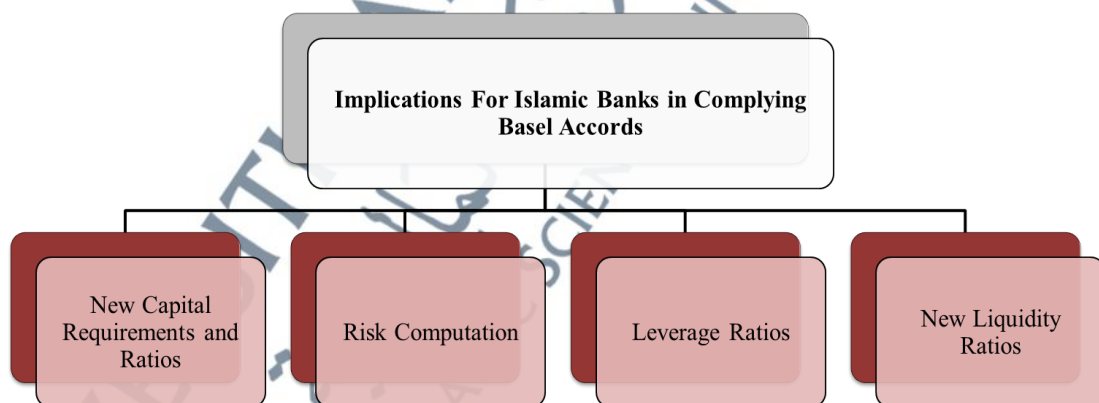 Implications For Islamic Banks in Complying
Basel Accords
New Capital
Requirements and
Ratios
Risk Computation
Leverage Ratios
New Liquidity
Ratios